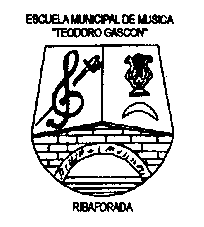 ESCUELA MUNICIPAL DE MUSICA
"TEODORO GASCON"
RIBAFORADA